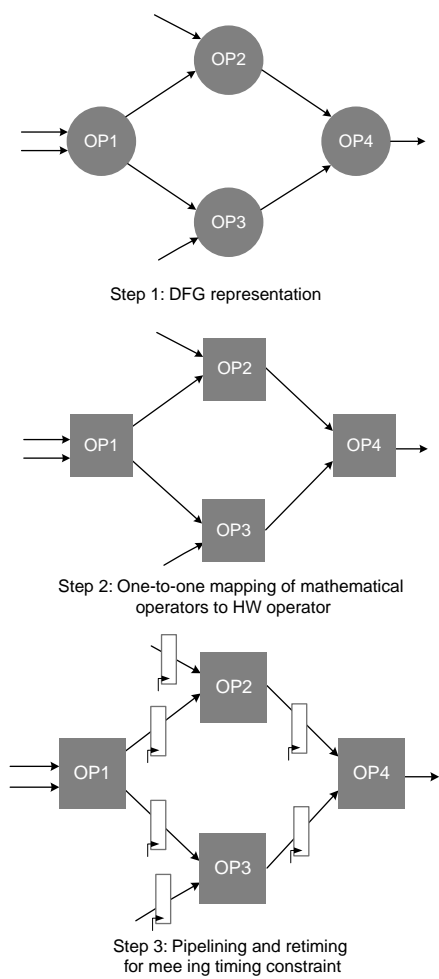 OP2
OP1
OP4
OP3
Step 1: DFG representation
OP2
OP1
OP4
OP3
Step 2: One-to-one mapping of mathematical
operators to HW operator
OP2
OP1
OP4
OP3
Step 3: Pipelining and retiming
for mee ing timing constraint